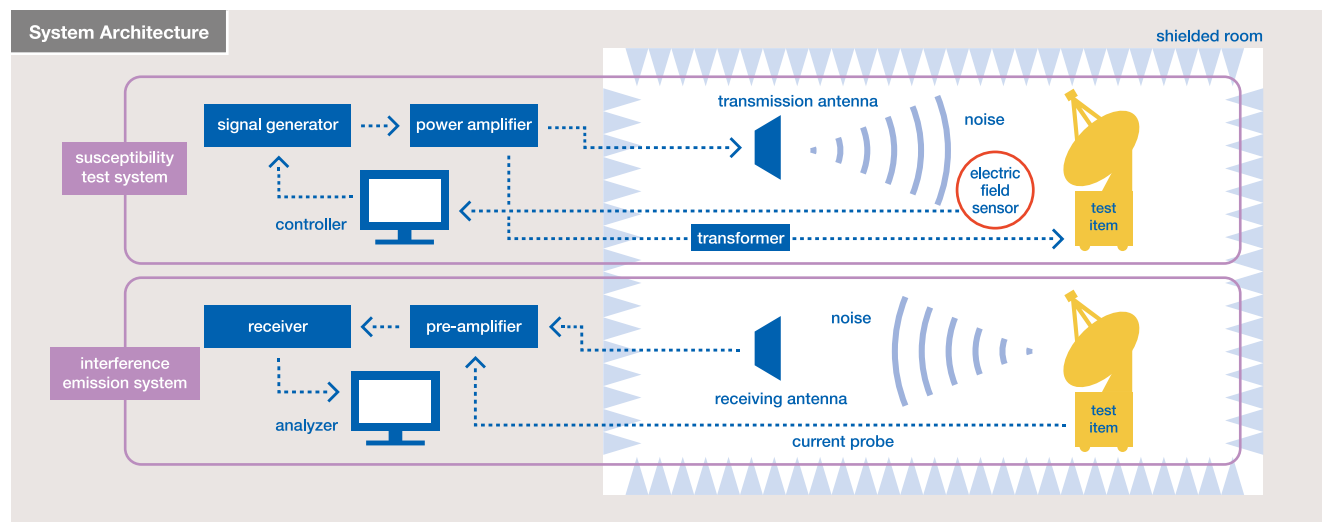 System Architecture
shielded room
transmission antenna
signal generator
power amplifier
noise
susceptibility
test system
electric
field
sensor
controller
test
item
transformer
receiver
pre-amplifier
noise
interference
emission system
receiving antenna
analyzer
test
item
current probe